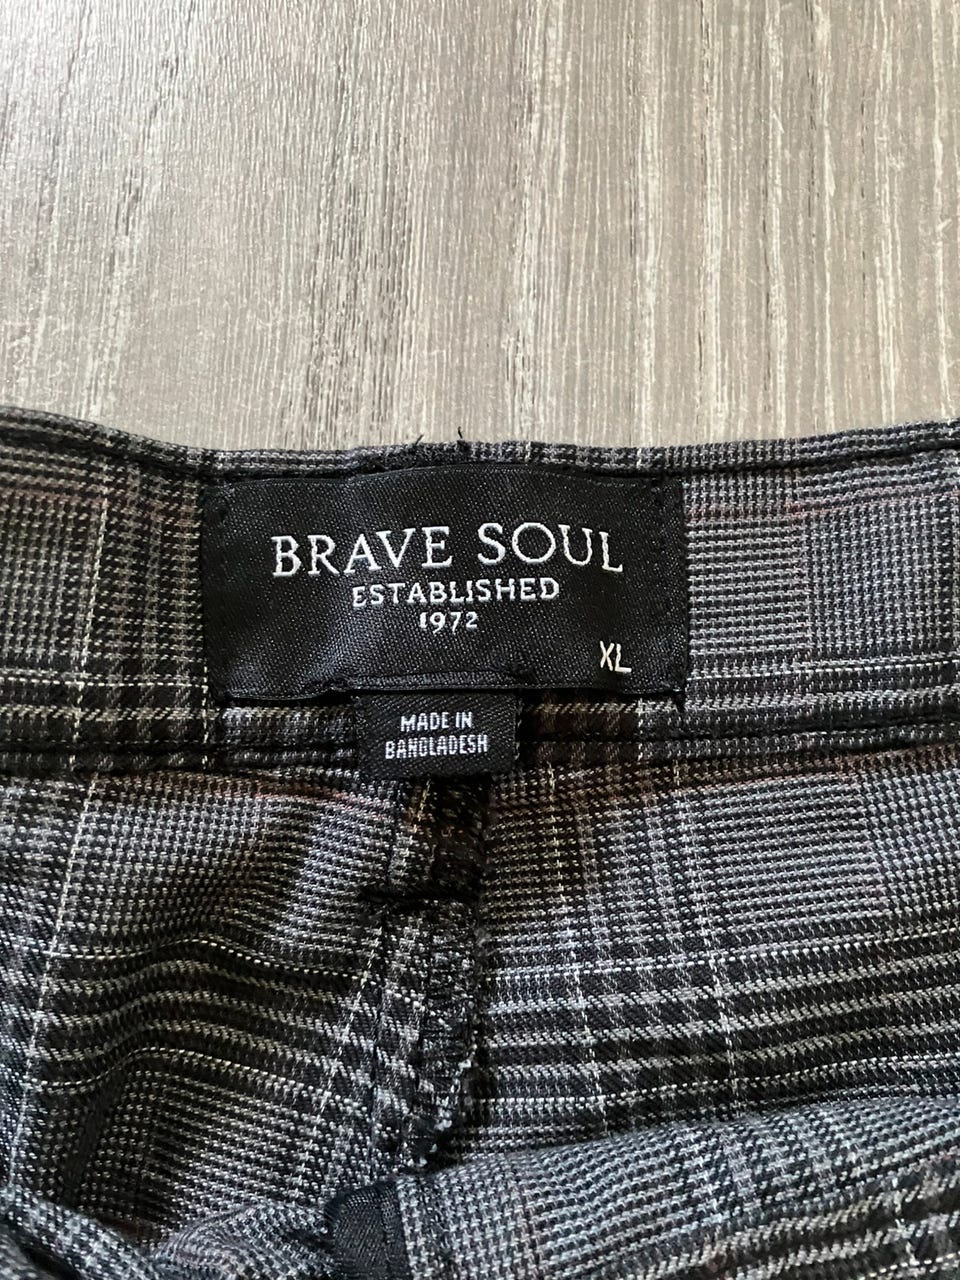 BRAVE SOUL
ESTABLISHED
1972
XL
MADE IN
BANGLADESH